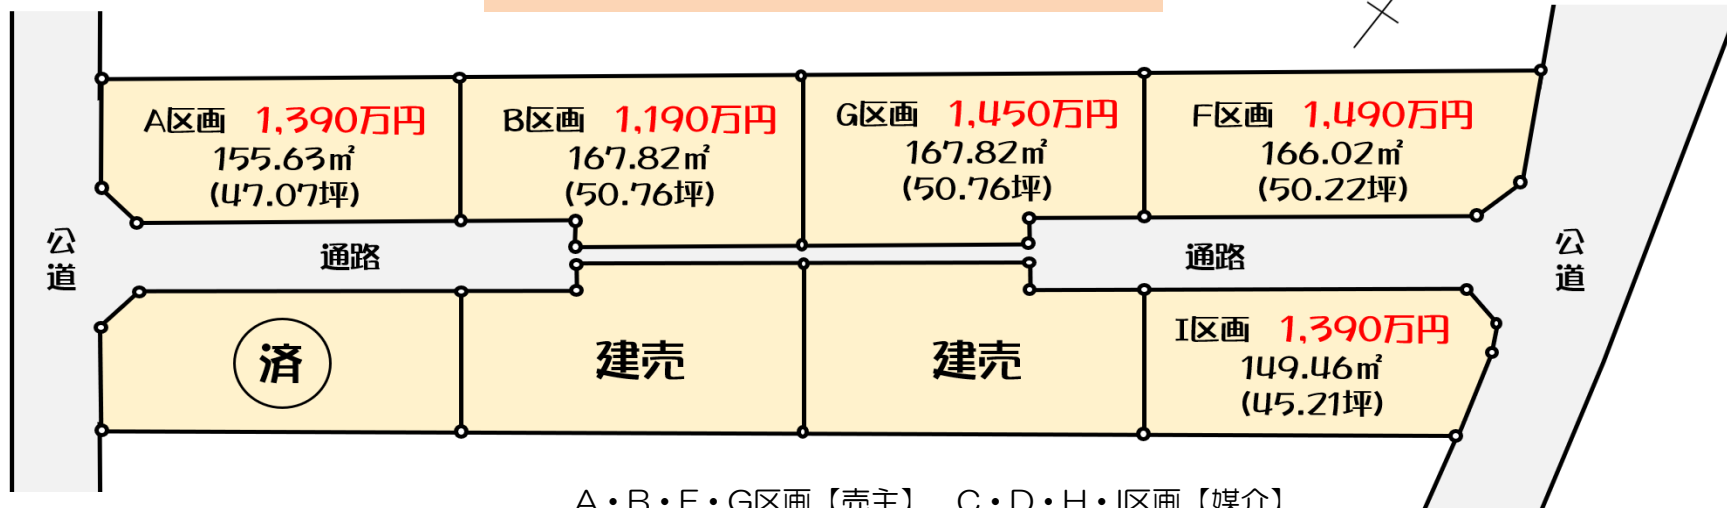 A区画 1,390万円
155.63㎡
(47.07坪)
B区画 1,190万円
167.82㎡
(50.76坪)
G区画 1,450万円
167.82㎡
(50.76坪)
F区画 1,490万円
166.02㎡
(50.22坪)
公道
通路
通路
公道
済
建売
建売
I区画 1,390万円
149.46㎡
(45.21坪)
A・B・F・G区画【売主】 C・D・H・I区画【媒介】